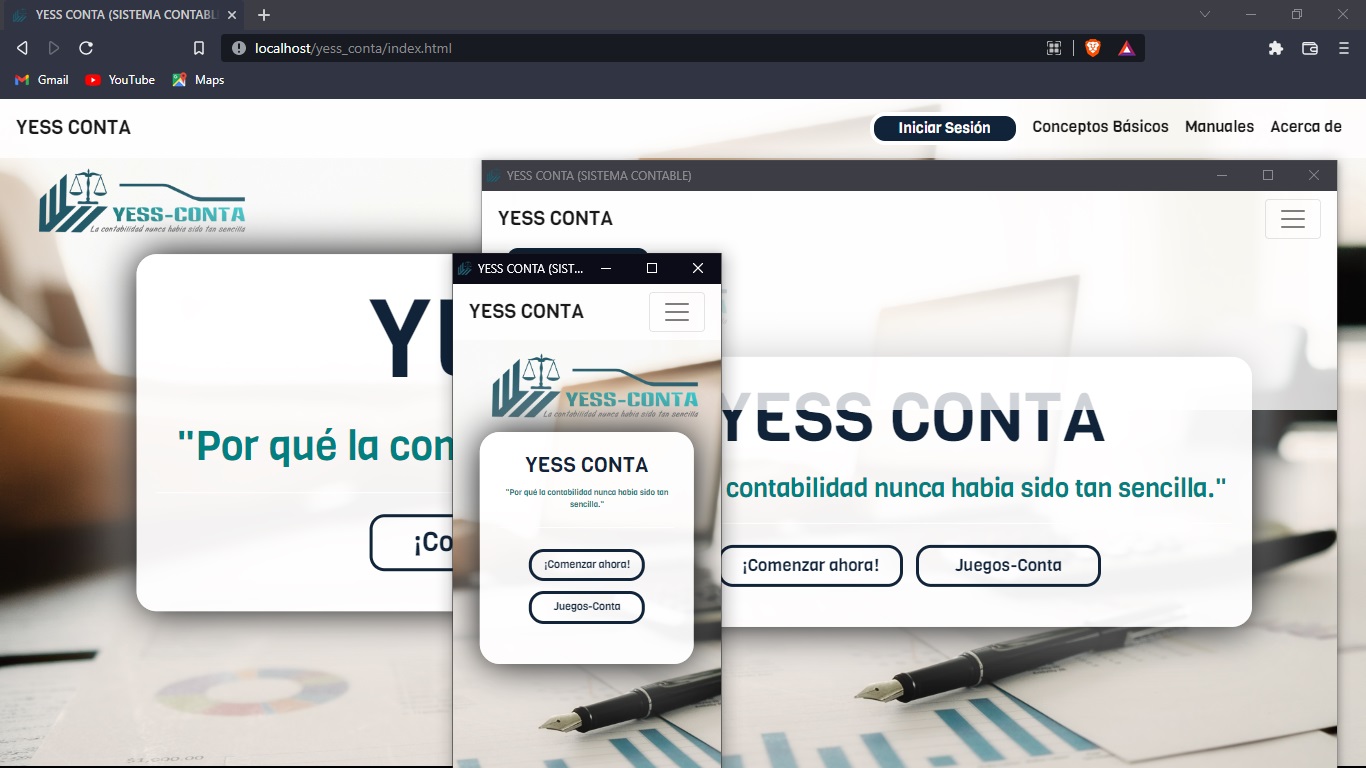 YESS CONTA (SISTEMA CONTABL
localhost/yess_conta/index.html
Gmail YouTube Maps
YESS CONTA
Iniciar Sesión Conceptos Básicos Manuales Acerca de
YESS-CONTA
La contabilidad nunca habia sido tan sencilla
"Por qué la con
¡Co
YESS CONTA (SISTEMA CONTABLE)
YESS CONTA
YESS CONTA
contabilidad nunca habia sido tan sencilla."
¡Comenzar ahora! Juegos-Conta
YESS CONTA (SIST...
YESS CONTA
YESS-CONTA
La contabilidad nunca habia sido tan sencilla
YESS CONTA
"Por qué la contabilidad nunca habia sido tan
sencilla."
¡Comenzar ahora!
Juegos-Conta